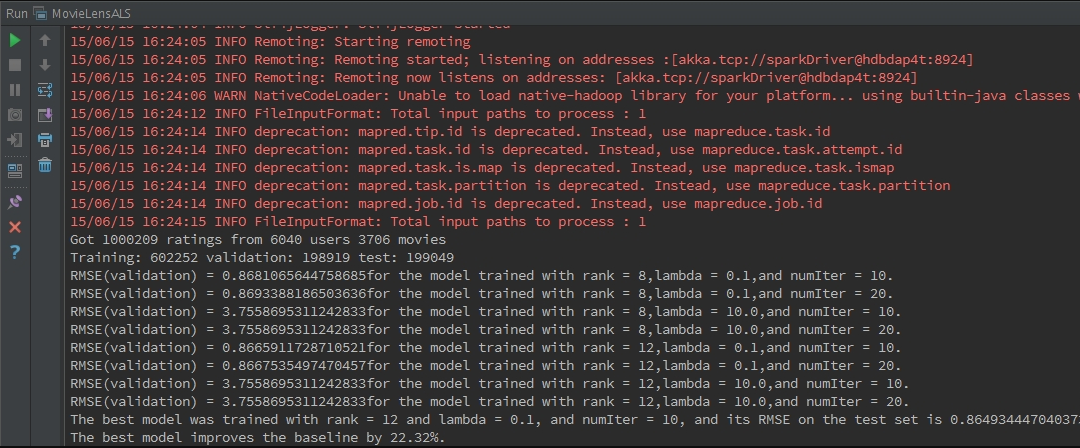 Run MovieLensALS
15/06/15 16:24:05 INFO Remoting: Starting remoting
15/06/15 16:24:05 INFO Remoting: Remoting started; listening on addresses :[akka.tcp://sparkDriver@hdbdap4t:8924]
15/06/15 16:24:05 INFO Remoting: Remoting now listens on addresses: [akka.tcp://sparkDriver@hdbdap4t:8924]
15/06/15 16:24:06 WARN NativeCodeLoader: Unable to load native-hadoop library for your platform... using builtin-java classes
15/06/15 16:24:12 INFO FileInputFormat: Total input paths to process : 1
15/06/15 16:24:14 INFO deprecation: mapred.tip.id is deprecated. Instead, use mapreduce.task.id
15/06/15 16:24:14 INFO deprecation: mapred.task.id is deprecated. Instead, use mapreduce.task.attempt.id
15/06/15 16:24:14 INFO deprecation: mapred.task.is.map is deprecated. Instead, use mapreduce.task.ismap
15/06/15 16:24:14 INFO deprecation: mapred.task.partition is deprecated. Instead, use mapreduce.task.partition
15/06/15 16:24:14 INFO deprecation: mapred.job.id is deprecated. Instead, use mapreduce.job.id
15/06/15 16:24:15 INFO FileInputFormat: Total input paths to process : 1
Got 1000209 ratings from 6040 users 3706 movies
Training: 602252 validation: 198919 test: 199049
RMSE(validation) = 0.8681065644758685for the model trained with rank = 8,lambda = 0.1,and numIter = 10.
RMSE(validation) = 0.8693388186503636for the model trained with rank = 8,lambda = 0.1,and numIter = 20.
RMSE(validation) = 3.7558695311242833for the model trained with rank = 8,lambda = 10.0,and numIter = 10.
RMSE(validation) = 3.7558695311242833for the model trained with rank = 8,lambda = 10.0,and numIter = 20.
RMSE(validation) = 0.8665911728710521for the model trained with rank = 12,lambda = 0.1,and numIter = 10.
RMSE(validation) = 0.8667535497470457for the model trained with rank = 12,lambda = 0.1,and numIter = 20.
RMSE(validation) = 3.7558695311242833for the model trained with rank = 12,lambda = 10.0,and numIter = 10.
RMSE(validation) = 3.7558695311242833for the model trained with rank = 12,lambda = 10.0,and numIter = 20.
The best model was trained with rank = 12 and lambda = 0.1, and numIter = 10, and its RMSE on the test set is 0.864934447040373
The best model improves the baseline by 22.32%.